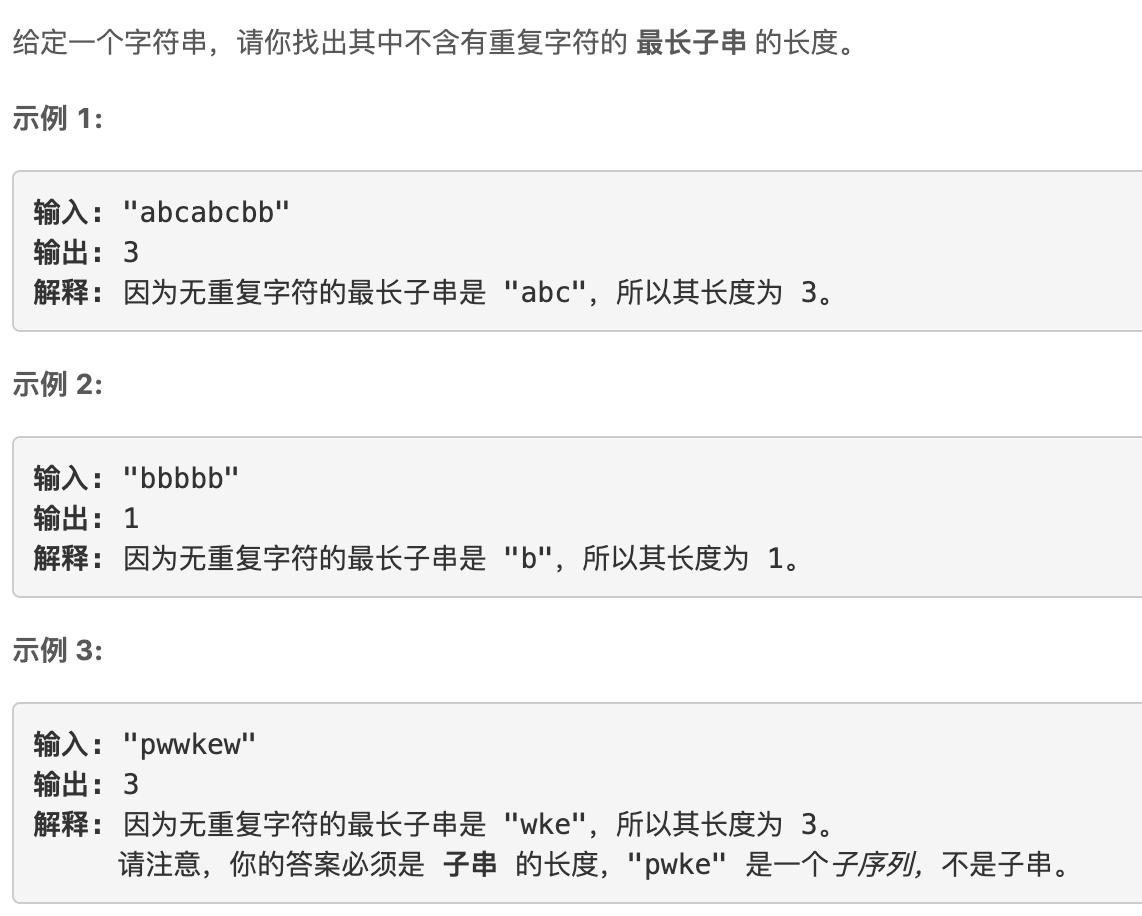 给定一个字符串，请你找出其中不含有重复字符的 最长子串 的长度。
示例 1:
输入: "abcabcbb"
输出: 3
解释: 因为无重复字符的最长子串是 "abc"，所以其长度为 3。
示例 2:
输入: "bbbbb"
输出: 1
解释: 因为无重复字符的最长子串是 "b"，所以其长度为 1。
示例 3:
输入: "pwwkew"
输出: 3
解释: 因为无重复字符的最长子串是 "wke"，所以其长度为 3。
请注意，你的答案必须是 子串 的长度，"pwke" 是一个子序列，不是子串。